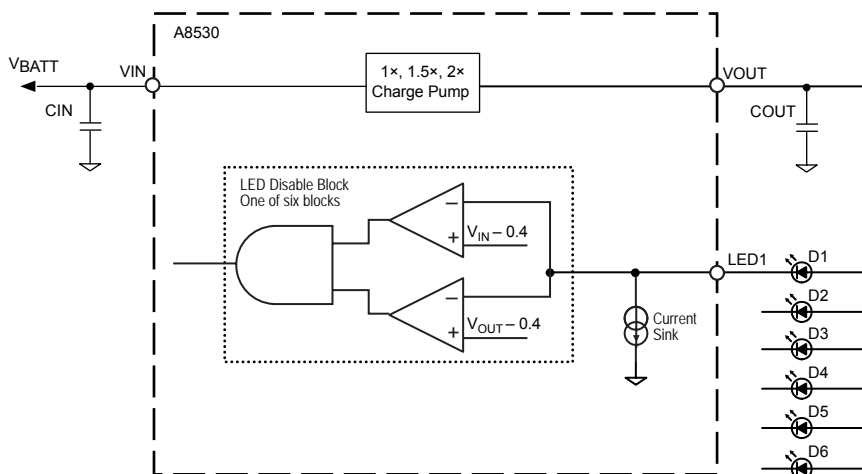 A8530
VBATT
VIN
CIN
1×, 1.5×, 2×
Charge Pump
VOUT
COUT
LED Disable Block
One of six blocks
−
+
VIN – 0.4
−
+
VOUT – 0.4
LED1
Current
Sink
D1
D2
D3
D4
D5
D6